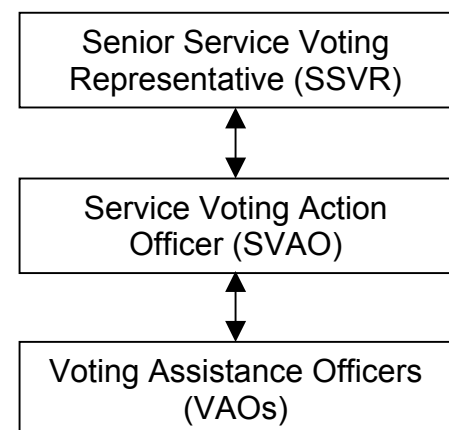 Senior Service Voting
Representative (SSVR)
Service Voting Action
Officer (SVAO)
Voting Assistance Officers
(VAOs)